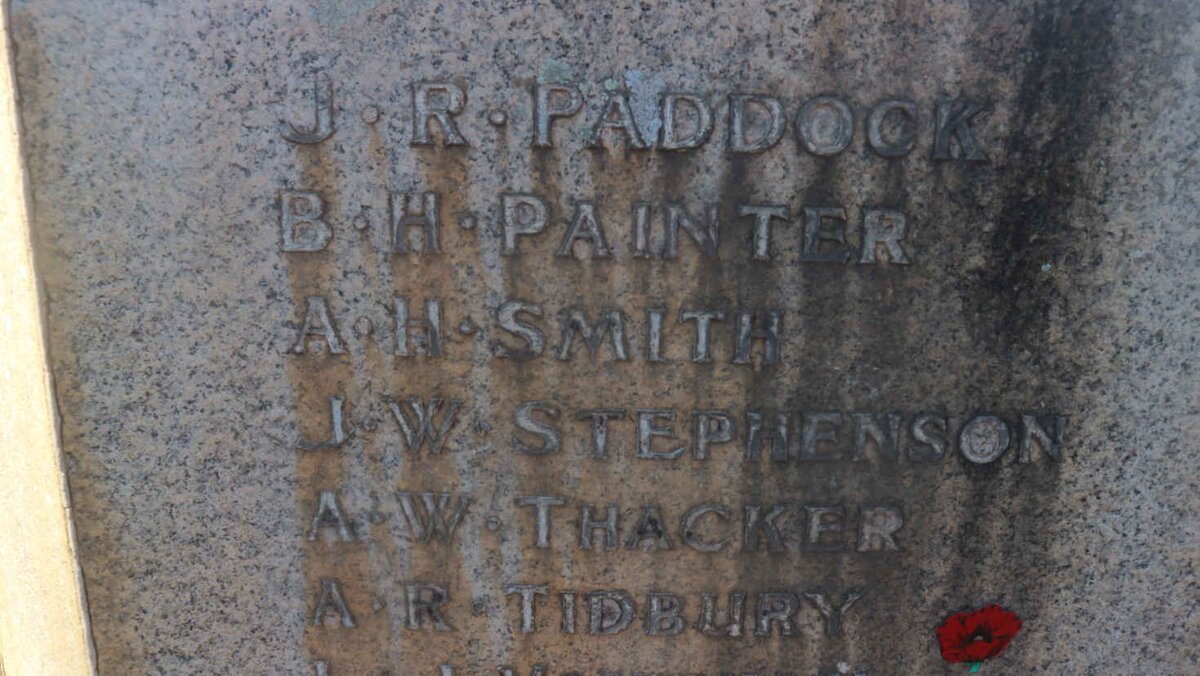 J·R·PADDOCK
B·H·PAINTER
A·H·SMITH
J·W·STEPHENSON
A·W·THACKER
A·R·TIDBURY